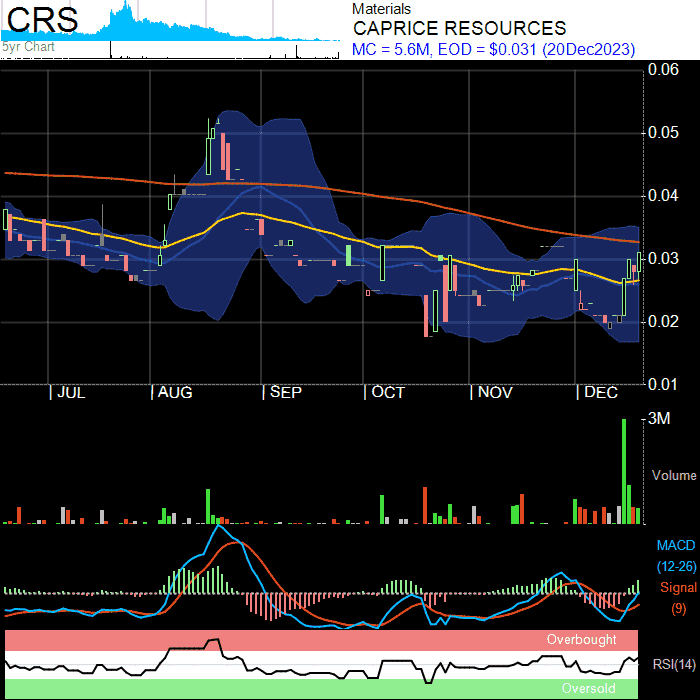 CRS
5yr Chart
Materials
CAPRICE RESOURCES
MC = 5.6M, EOD = $0.031 (20Dec2023)
0.06
0.05
0.04
0.03
0.02
0.01
| JUL | AUG | SEP | OCT | NOV | DEC
3M
Volume
MACD
(12-26)
Signal
(9)
Overbought
RSI(14)
Oversold